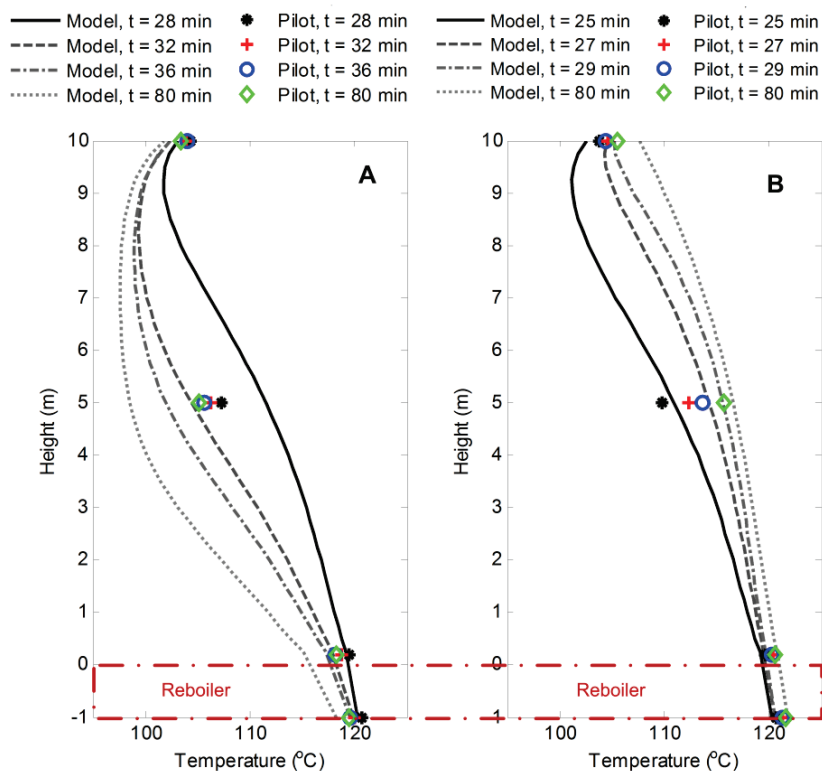 Model, t = 28 min Pilot, t = 28 min
Model, t = 32 min Pilot, t = 32 min
Model, t = 36 min Pilot, t = 36 min
Model, t = 80 min Pilot, t = 80 min
Model, t = 25 min Pilot, t = 25 min
Model, t = 27 min Pilot, t = 27 min
Model, t = 29 min Pilot, t = 29 min
Model, t = 80 min Pilot, t = 80 min
A
10
9
8
7
6
5
4
3
2
1
0
-1
Height (m)
Reboiler
100 110 120
Temperature (°C)
B
10
9
8
7
6
5
4
3
2
1
0
-1
Height (m)
Reboiler
100 110 120
Temperature (°C)